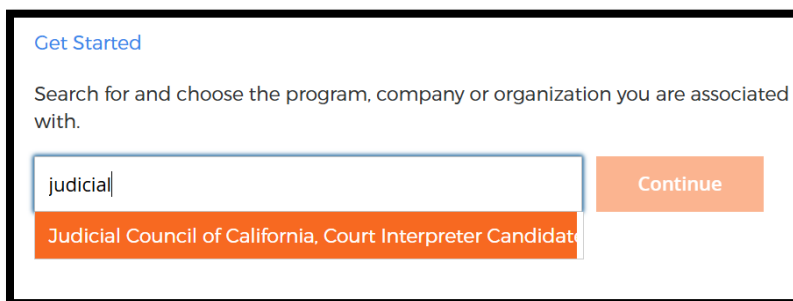 Get Started
Search for and choose the program, company or organization you are associated
with.
judicial
Continue
Judicial Council of California, Court Interpreter Candidate